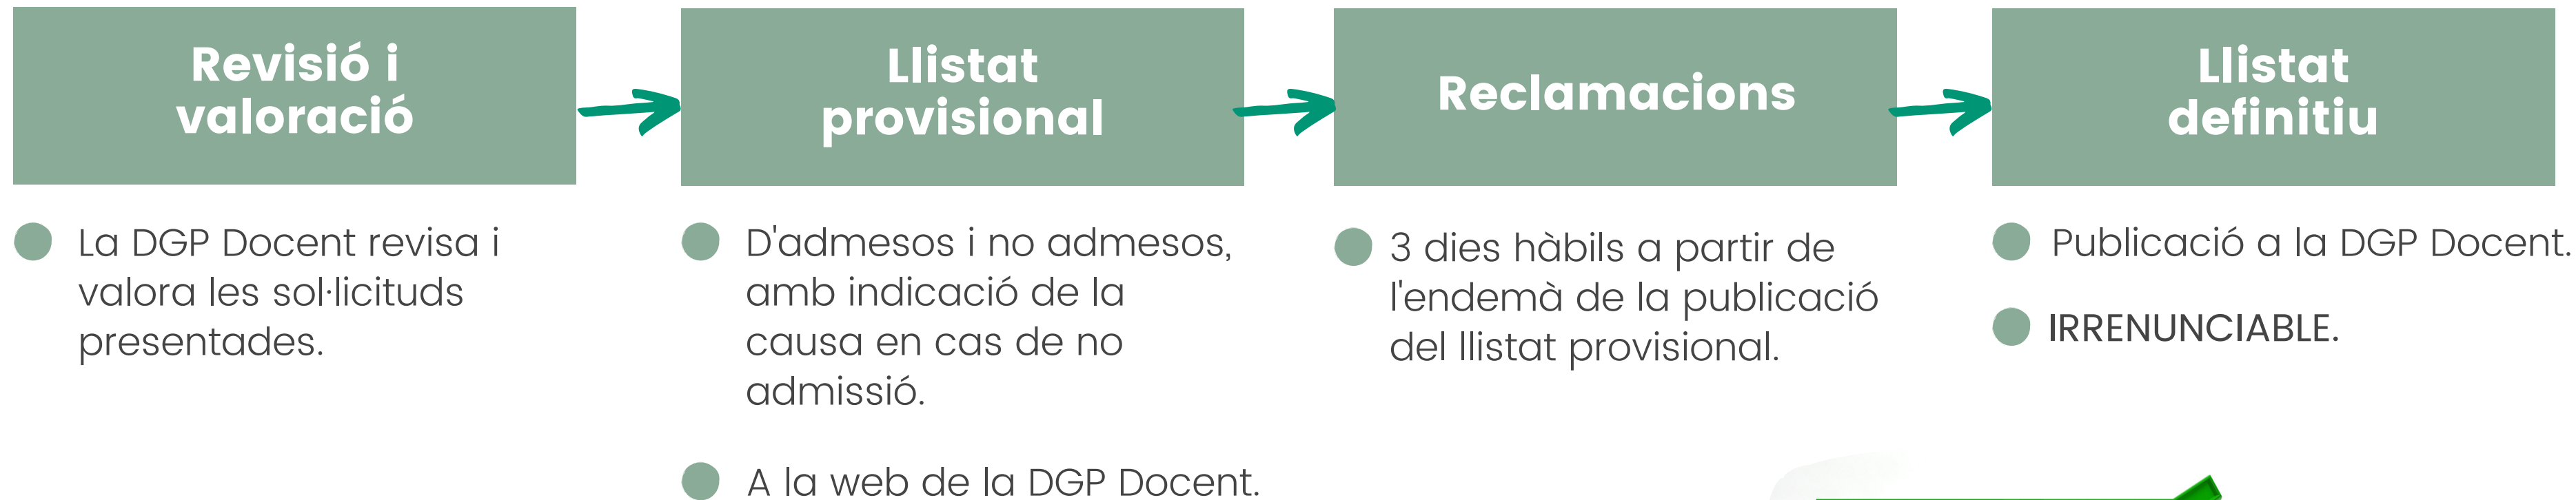 Revisió i
valoració
La DGP Docent revisa i
valora les sol·licituds
presentades.
Llistat
provisional
D'admesos i no admesos,
amb indicació de la
causa en cas de no
admissió.
A la web de la DGP Docent.
Reclamacions
3 dies hàbils a partir de
l'endemà de la publicació
del llistat provisional.
Llistat
definitiu
Publicació a la DGP Docent.
IRRENUNCIABLE.